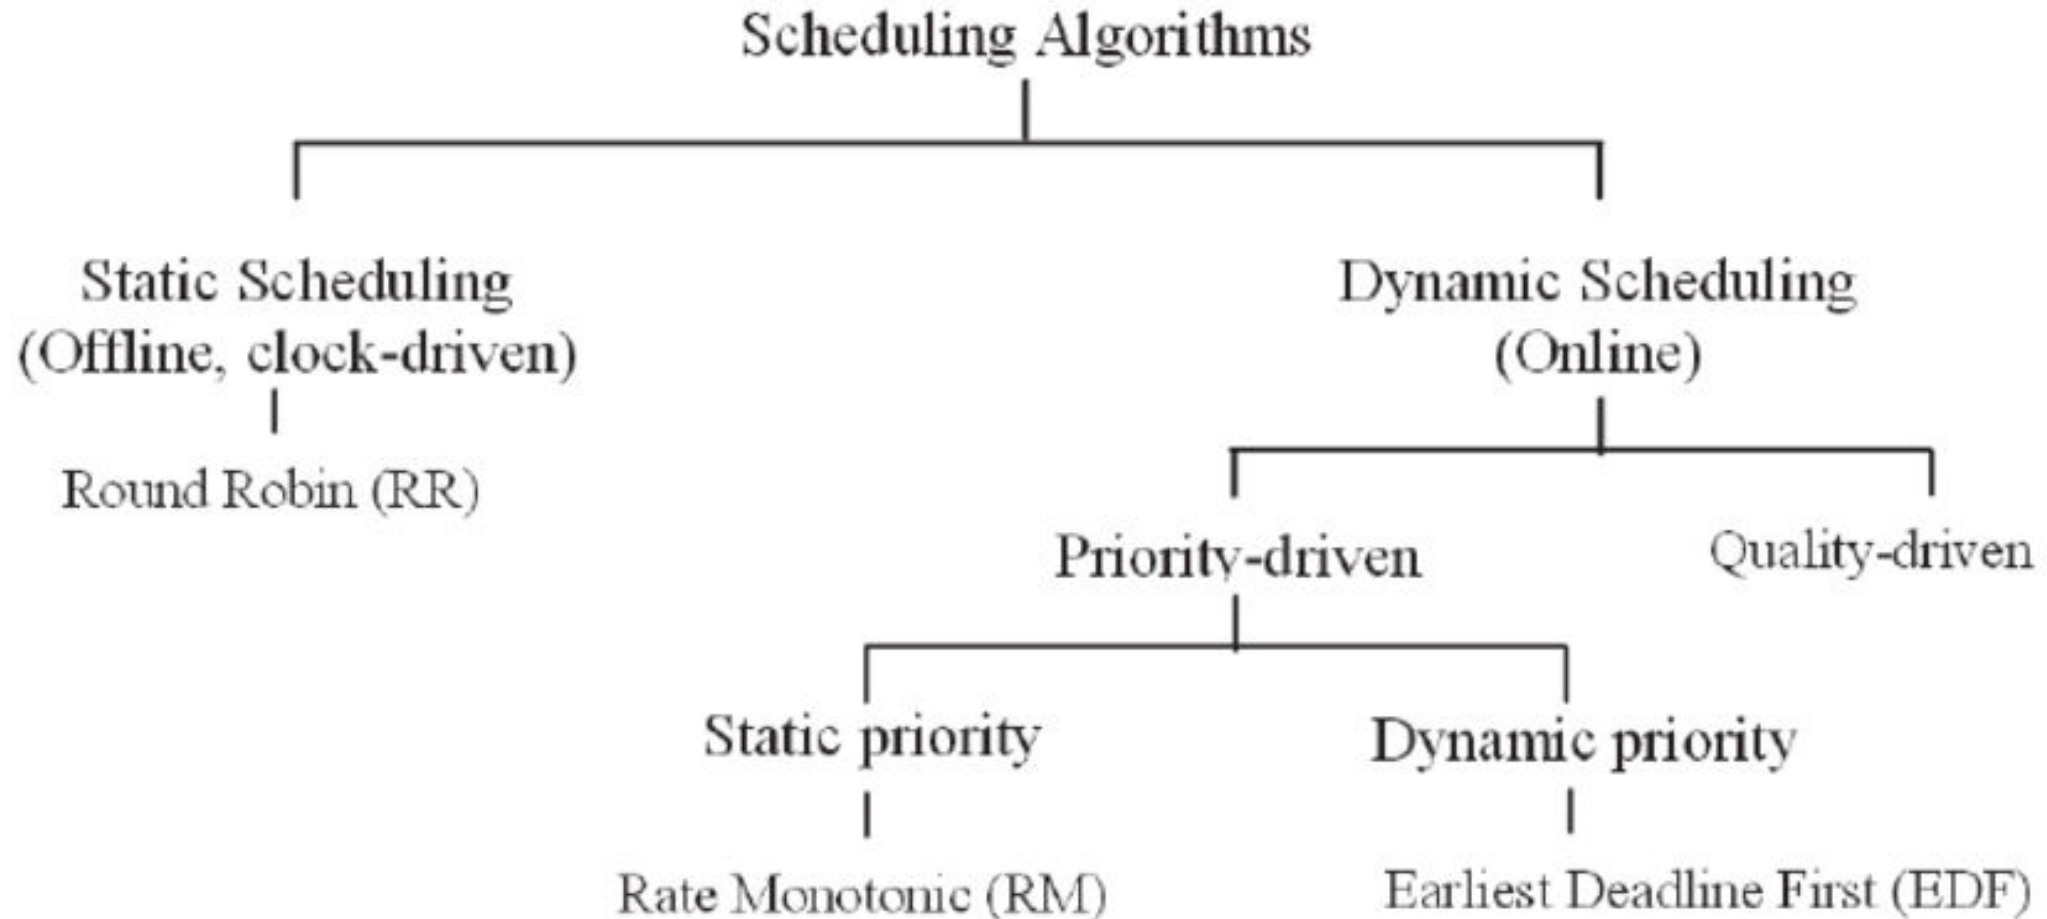 Scheduling Algorithms
Static Scheduling
(Offline, clock-driven)
Dynamic Scheduling
(Online)
Round Robin (RR)
Priority-driven
Quality-driven
Static priority
Dynamic priority
Rate Monotonic (RM)
Earliest Deadline First (EDF)